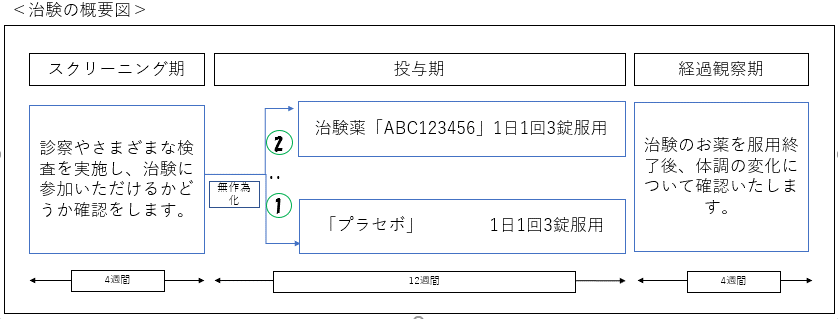 ＜治験の概要図＞
スクリーニング期
投与期
経過観察期
診察やさまざまな検
査を実施し、治験に
参加いただけるかど
うか確認をします。
無作為
化
2
:
1
治験薬「ABC123456」1日1回3錠服用
「プラセボ」 1日1回3錠服用
治験のお薬を服用終
了後、体調の変化に
ついて確認いたしま
す。
4週間
12週間
4週間